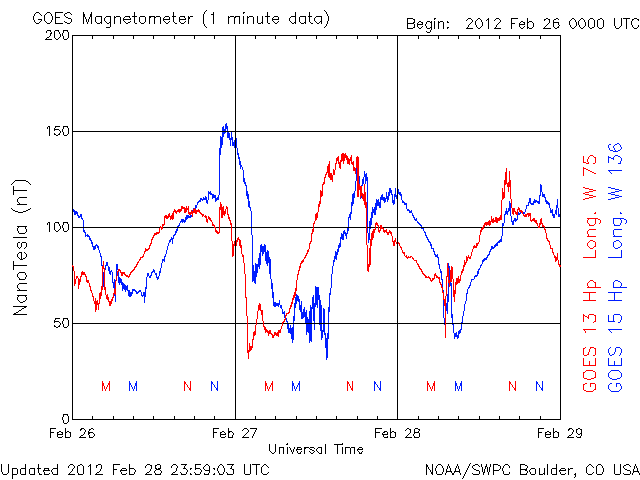 GOES Magnetometer (1 minute data)
Begin: 2012 Feb 26 0000 UTC
200
150
100
50
0
NanoTesla (nT)
M M N N M M N N M M N N
Feb 26 Feb 27 Feb 28 Feb 29
Universal Time
GOES 13 Hp Long. W 75
GOES 15 Hp Long. W 136
Updated 2012 Feb 28 23:59:03 UTC
NOAA/SWPC Boulder, CO USA